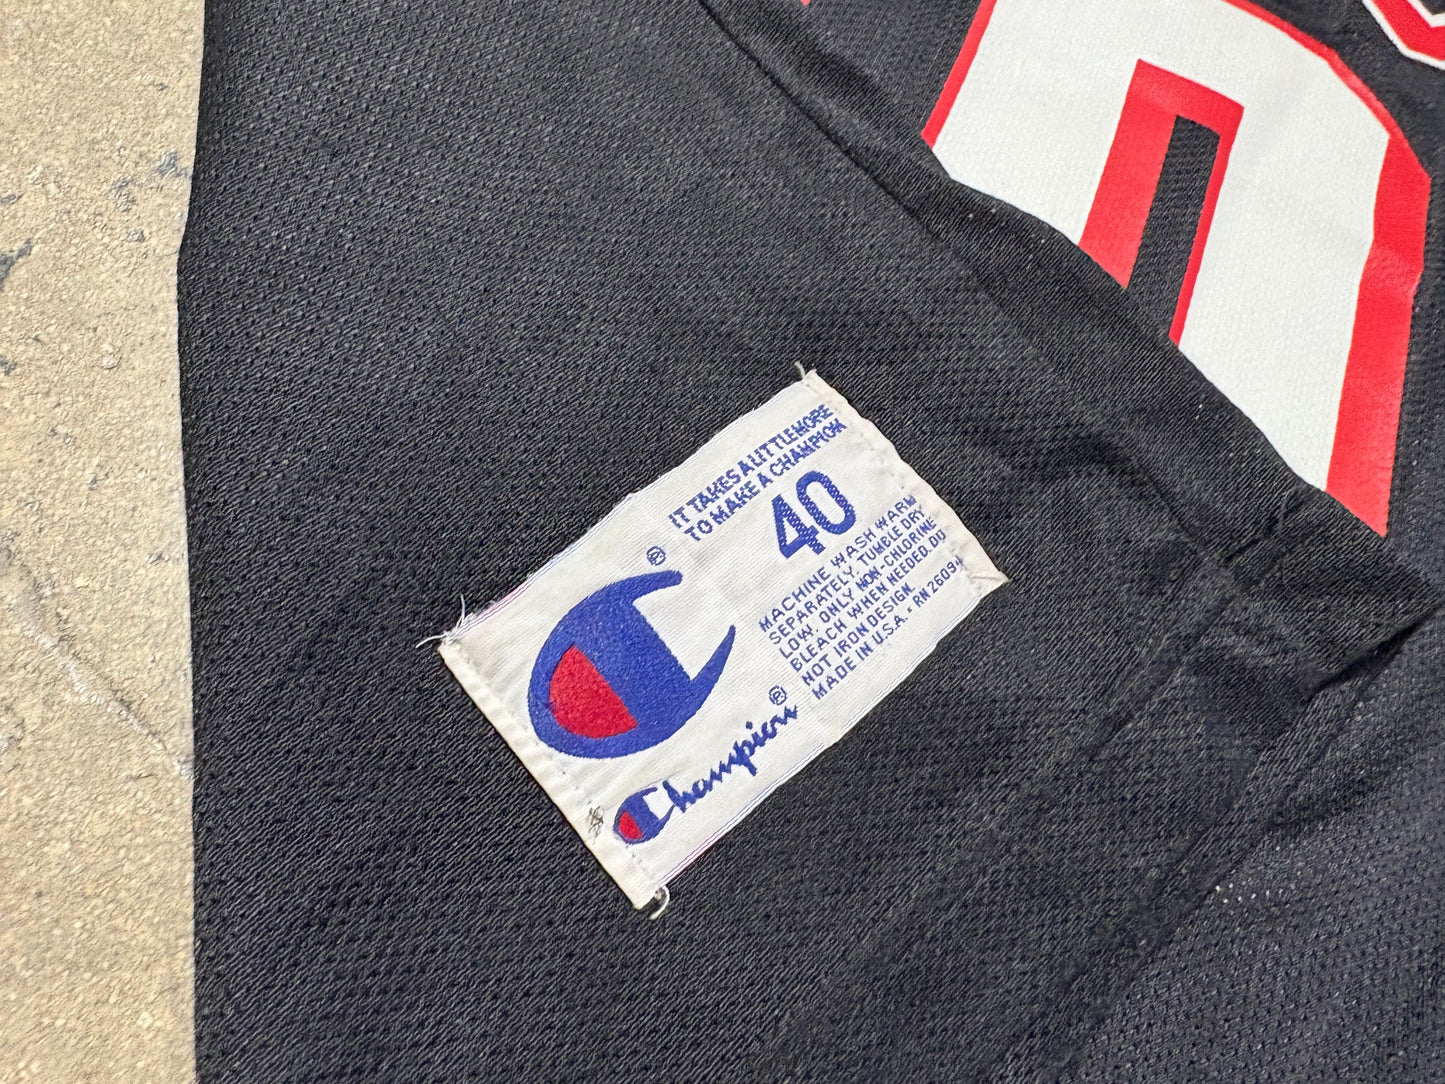 IT TAKES A LITTLE MORE
TO MAKE A CHAMPION
40
MACHINE WASH WARM
SEPARATELY, TUMBLE DRY
LOW, ONLY NON-CHLORINE
BLEACH WHEN NEEDED. DO
NOT IRON DESIGN.
MADE IN U.S.A. • RN 26094
®
Champion®